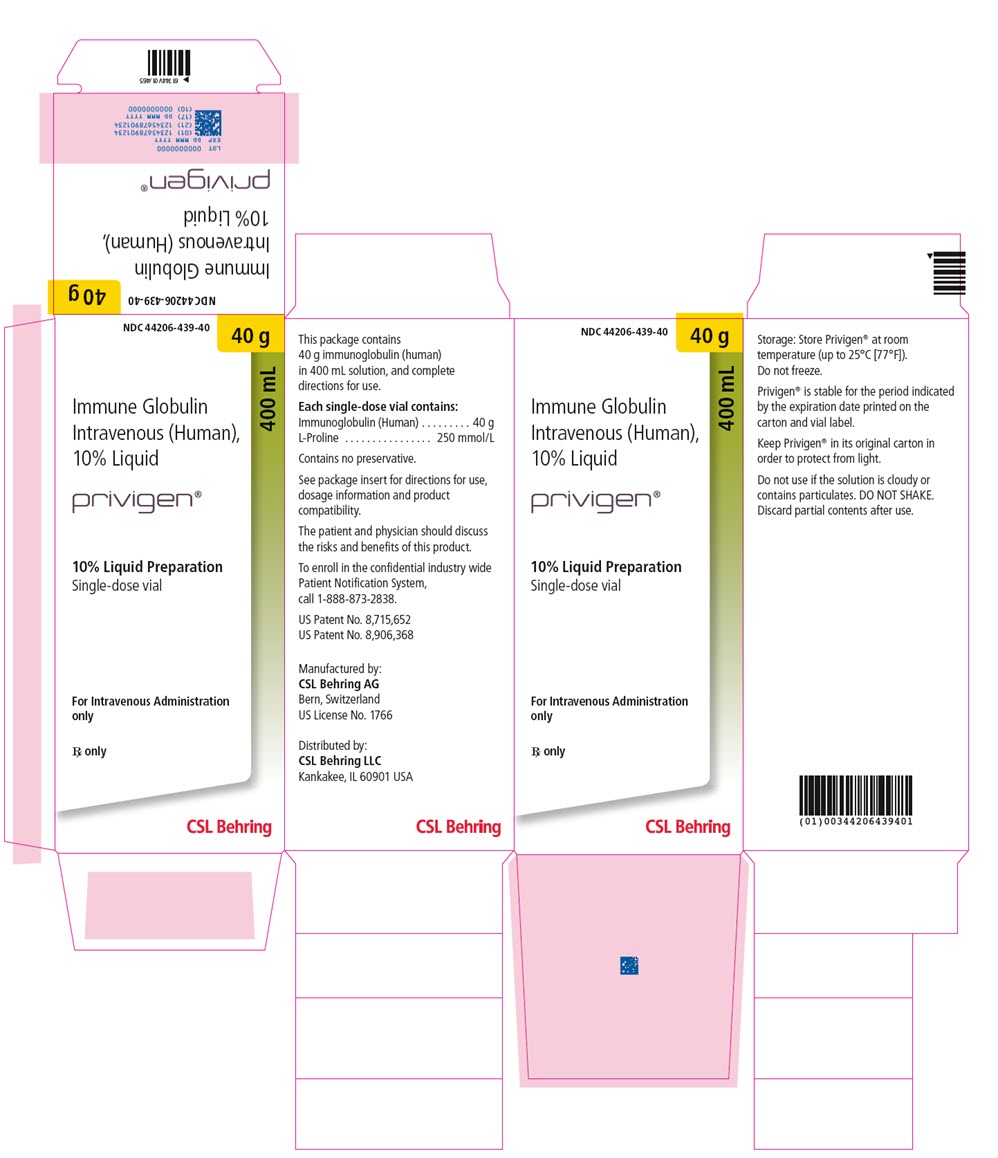 61 744V 01 J465
LOT 0000000000
EXP DD MMM YYYY
(01) 12345678901234
(21) 12345678901234
(17) DD MMM YYYY
(10) 0000000000
privigen®
Immune Globulin
Intravenous (Human),
10% Liquid
NDC 44206-439-40
40 g
NDC 44206-439-40
40 g
400 mL
Immune Globulin
Intravenous (Human),
10% Liquid
privigen®
10% Liquid Preparation
Single-dose vial
For Intravenous Administration
only
℞ only
CSL Behring
This package contains
40 g immunoglobulin (human)
in 400 mL solution, and complete
directions for use.
Each single-dose vial contains:
Immunoglobulin (Human) . . . . . . . . . 40 g
L-Proline . . . . . . . . . . . . . . . . 250 mmol/L
Contains no preservative.
See package insert for directions for use,
dosage information and product
compatibility.
The patient and physician should discuss
the risks and benefits of this product.
To enroll in the confidential industry wide
Patient Notification System,
call 1-888-873-2838.
US Patent No. 8,715,652
US Patent No. 8,906,368
Manufactured by:
CSL Behring AG
Bern, Switzerland
US License No. 1766
Distributed by:
CSL Behring LLC
Kankakee, IL 60901 USA
CSL Behring
NDC 44206-439-40
40 g
400 mL
Immune Globulin
Intravenous (Human),
10% Liquid
privigen®
10% Liquid Preparation
Single-dose vial
For Intravenous Administration
only
℞ only
CSL Behring
Storage: Store Privigen® at room
temperature (up to 25°C [77°F]).
Do not freeze.
Privigen® is stable for the period indicated
by the expiration date printed on the
carton and vial label.
Keep Privigen® in its original carton in
order to protect from light.
Do not use if the solution is cloudy or
contains particulates. DO NOT SHAKE.
Discard partial contents after use.
(01)00344206439401